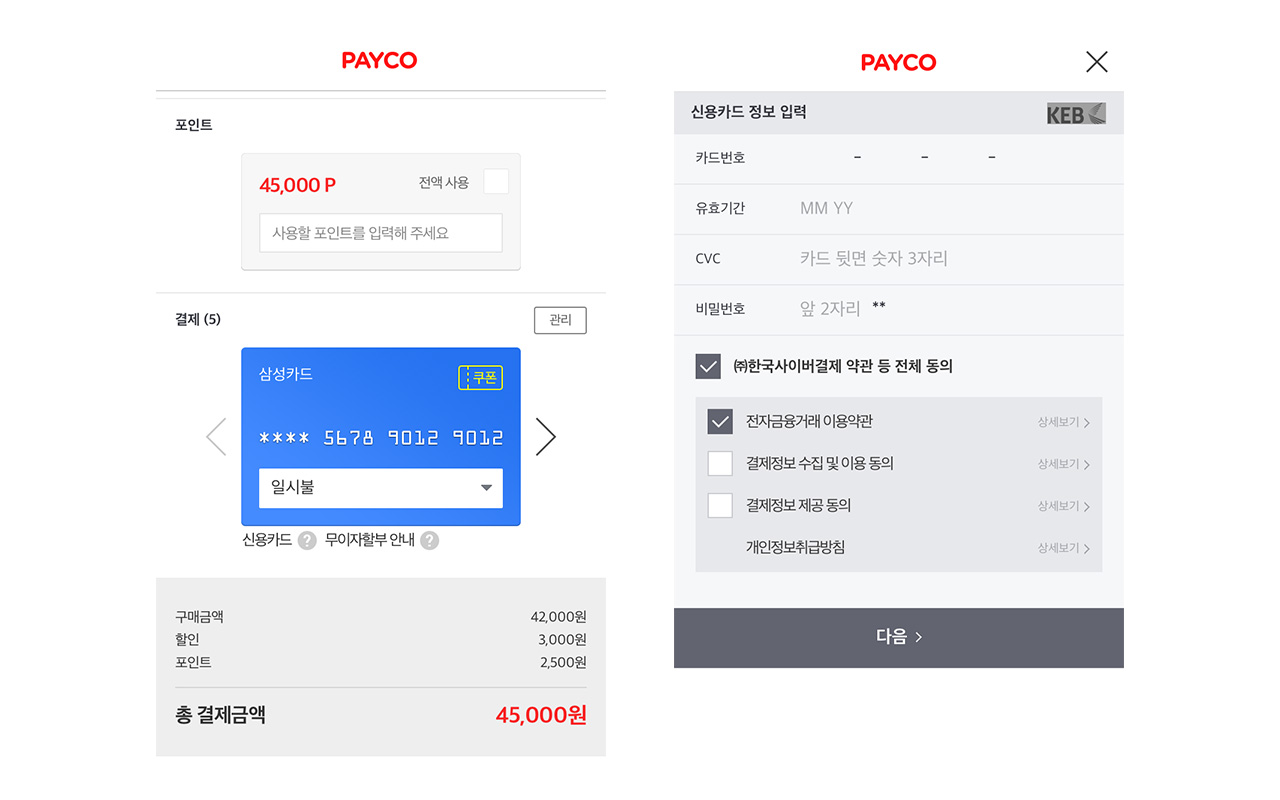 PAYCO
포인트
45,000 P
전액 사용
사용할 포인트를 입력해 주세요
결제 (5)
관리
삼성카드
쿠폰
**** 5678 9012 9012
일시불
신용카드 ? 무이자할부 안내 ?
구매금액 42,000원
할인 3,000원
포인트 2,500원
총 결제금액 45,000원
PAYCO
신용카드 정보 입력
KEB
카드번호 - - -
유효기간 MM YY
CVC 카드 뒷면 숫자 3자리
비밀번호 앞 2자리 **
㈜한국사이버결제 약관 등 전체 동의
전자금융거래 이용약관 상세보기 >
결제정보 수집 및 이용 동의 상세보기 >
결제정보 제공 동의 상세보기 >
개인정보취급방침 상세보기 >
다음 >